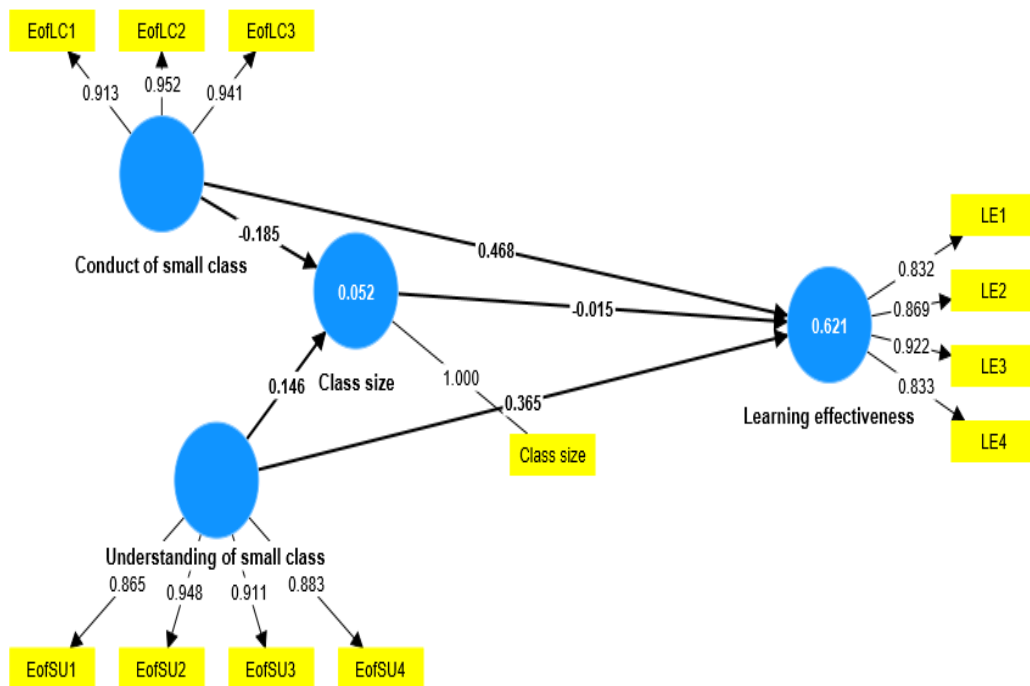 EofLC1 EofLC2 EofLC3
0.913 0.952 0.941
-0.185
Conduct of small class
0.468
LE1
0.832
LE2
0.869
0.052
-0.015
0.621
0.922
LE3
0.833
Class size
1.000
0.146
0.365
Learning effectiveness
LE4
Class size
Understanding of small class
0.865 0.948 0.911 0.883
EofSU1 EofSU2 EofSU3 EofSU4